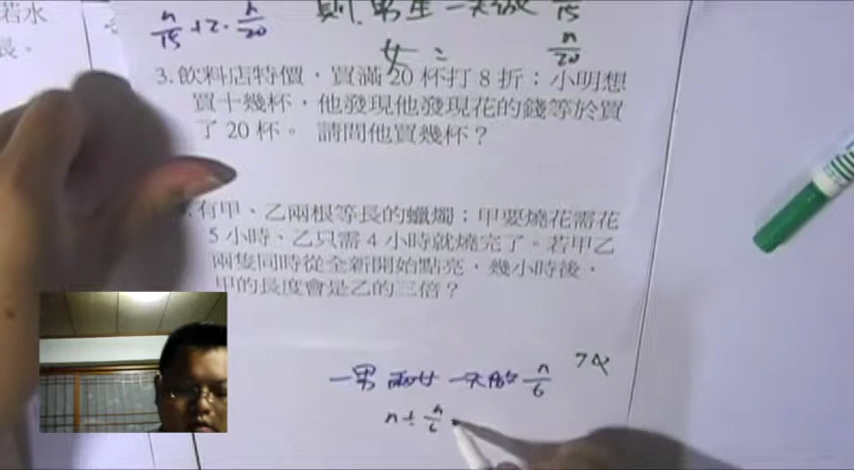 若水
長。
n/15 + 2 · n/20
則 男生 一天做 n/15
女 = n/20
3. 飲料店特價，買滿 20 杯打 8 折；小明想
買十幾杯，他發現他發現花的錢等於買
了 20 杯。 請問他買幾杯？
有甲、乙兩根等長的蠟燭；甲要燒花需花
5 小時、乙只需 4 小時就燒完了。若甲乙
兩隻同時從全新開始點亮，幾小時後，
甲的長度會是乙的三倍？
一男 兩女 一天做 n/6
n ÷ n/6